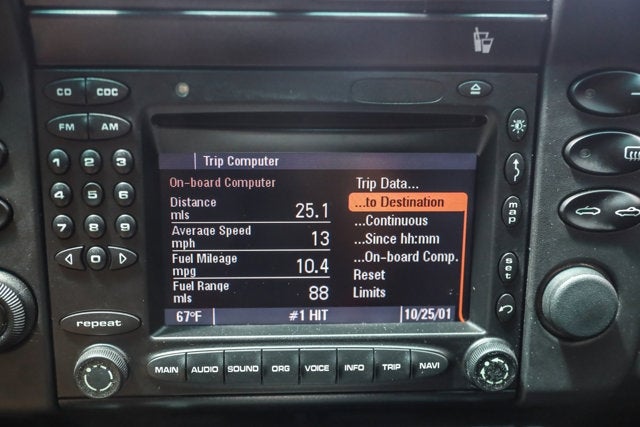 CD CDC
FM AM
1 2 3
4 5 6
7 8 9
0
repeat
Trip Computer
On-board Computer
Distance
mls 25.1
Average Speed
mph 13
Fuel Mileage
mpg 10.4
Fuel Range
mls 88
Trip Data...
...to Destination
...Continuous
...Since hh:mm
...On-board Comp.
Reset
Limits
67°F #1 HIT 10/25/01
map
set
MAIN AUDIO SOUND ORG VOICE INFO TRIP NAVI